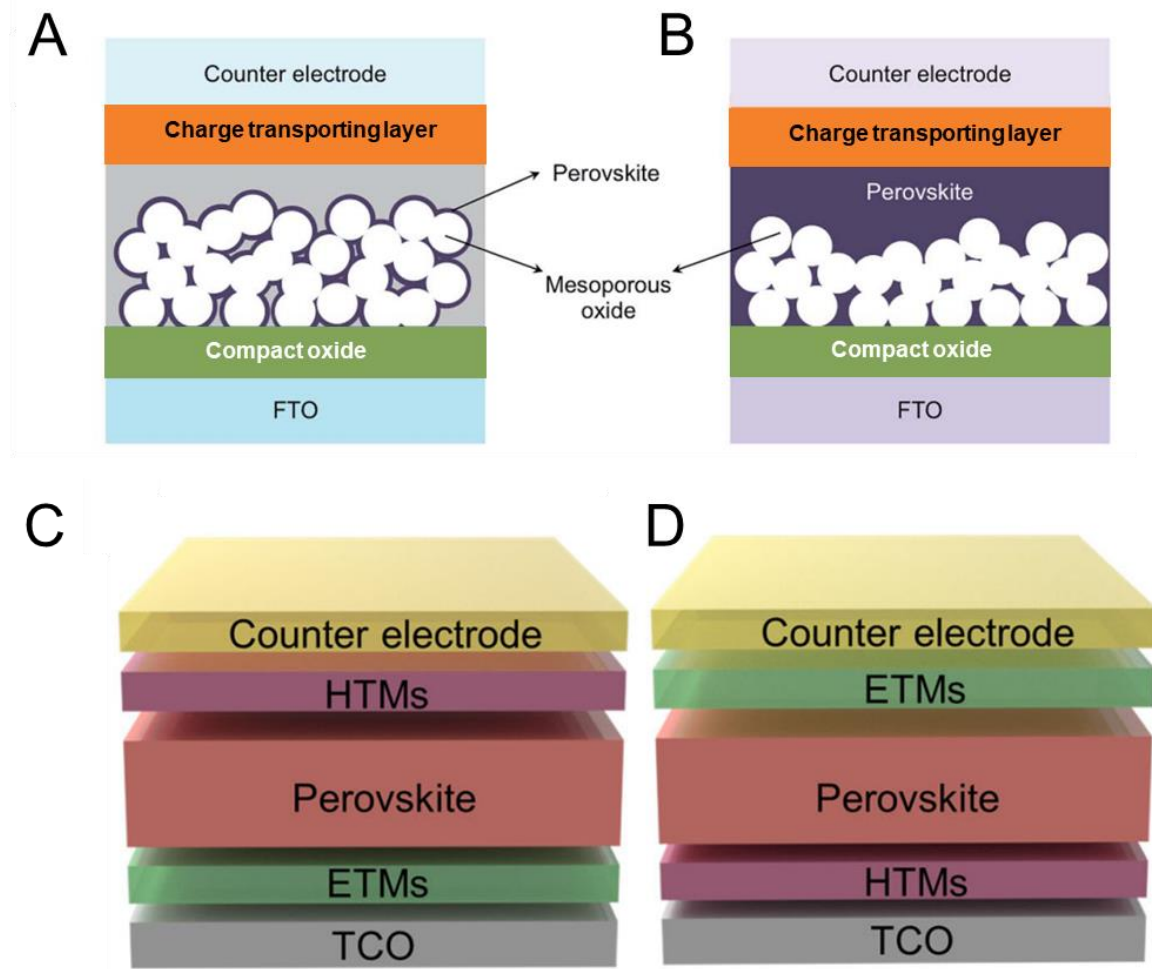 A
Counter electrode
Charge transporting layer
Compact oxide
FTO
Perovskite
Mesoporous
oxide
B
Counter electrode
Charge transporting layer
Perovskite
Compact oxide
FTO
C
Counter electrode
HTMs
Perovskite
ETMs
TCO
D
Counter electrode
ETMs
Perovskite
HTMs
TCO